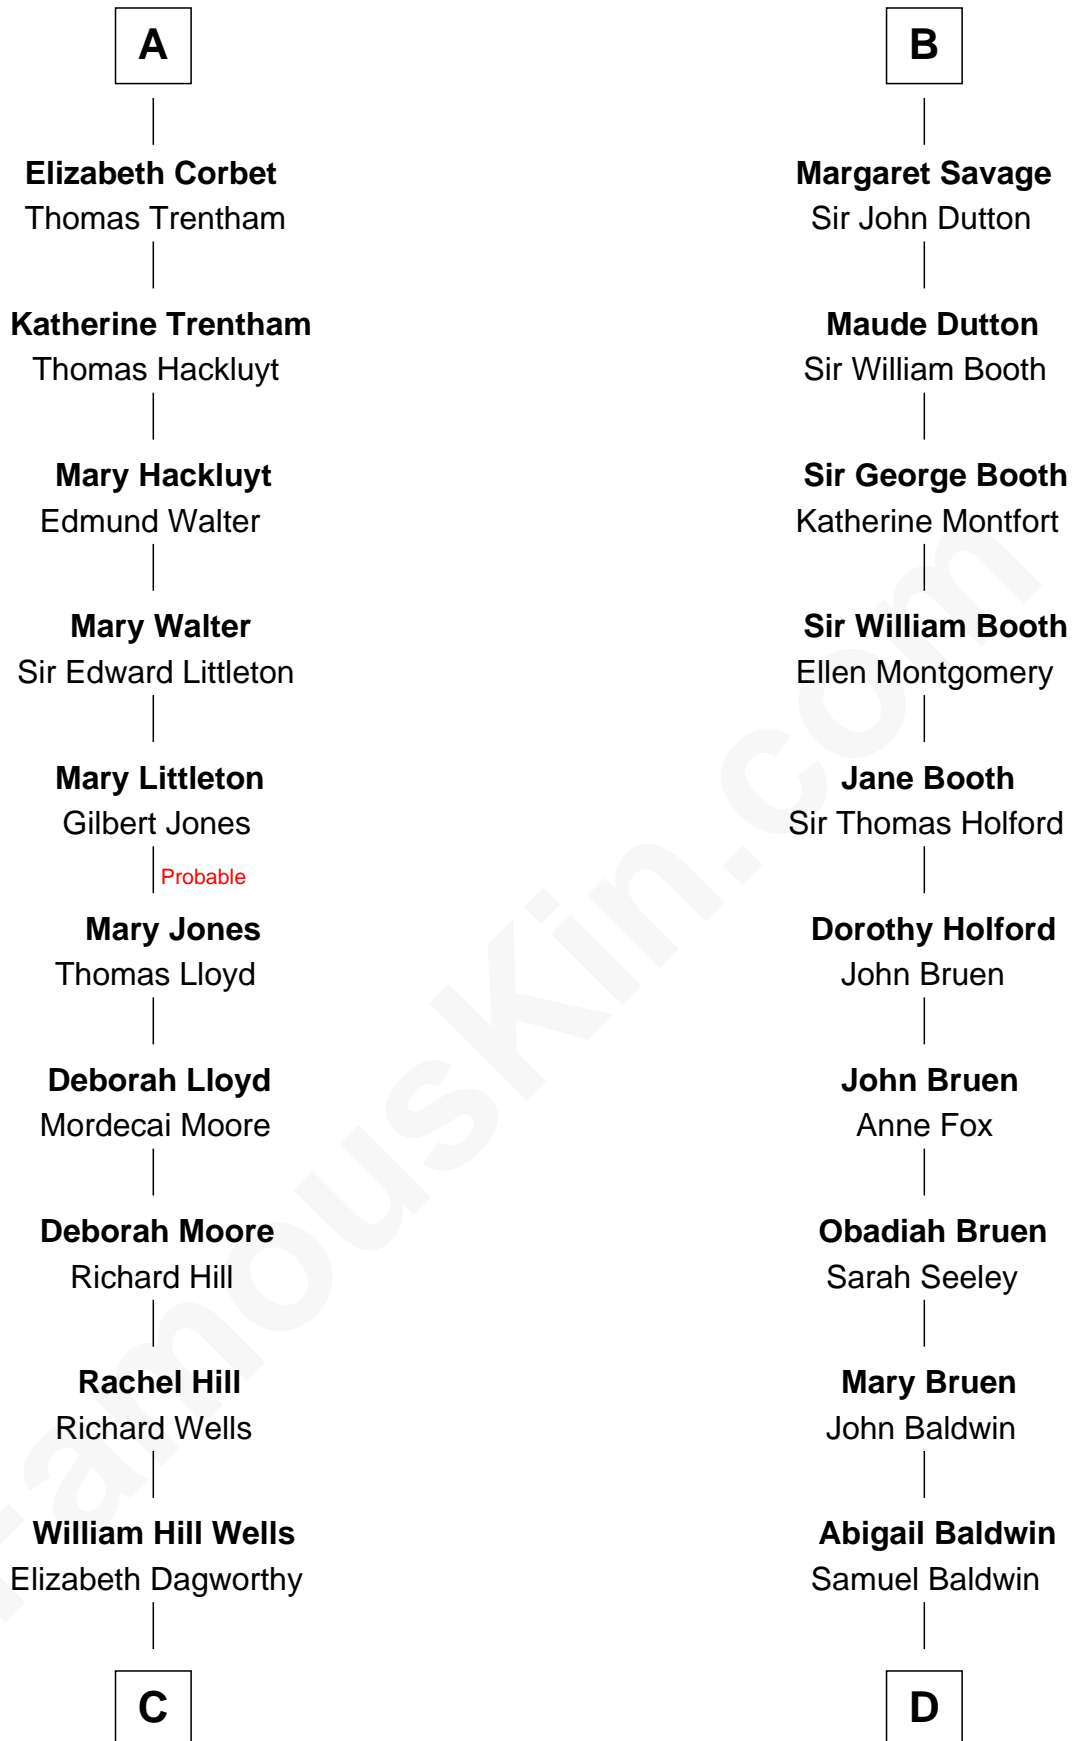 A
Elizabeth Corbet
Thomas Trentham
Katherine Trentham
Thomas Hackluyt
Mary Hackluyt
Edmund Walter
Mary Walter
Sir Edward Littleton
Mary Littleton
Gilbert Jones
Probable
Mary Jones
Thomas Lloyd
Deborah Lloyd
Mordecai Moore
Deborah Moore
Richard Hill
Rachel Hill
Richard Wells
William Hill Wells
Elizabeth Dagworthy
C
B
Margaret Savage
Sir John Dutton
Maude Dutton
Sir William Booth
Sir George Booth
Katherine Montfort
Sir William Booth
Ellen Montgomery
Jane Booth
Sir Thomas Holford
Dorothy Holford
John Bruen
John Bruen
Anne Fox
Obadiah Bruen
Sarah Seeley
Mary Bruen
John Baldwin
Abigail Baldwin
Samuel Baldwin
D
FamousKin.com